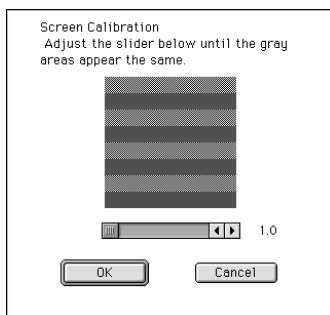 Screen Calibration
Adjust the slider below until the gray
areas appear the same.
1.0
OK
Cancel